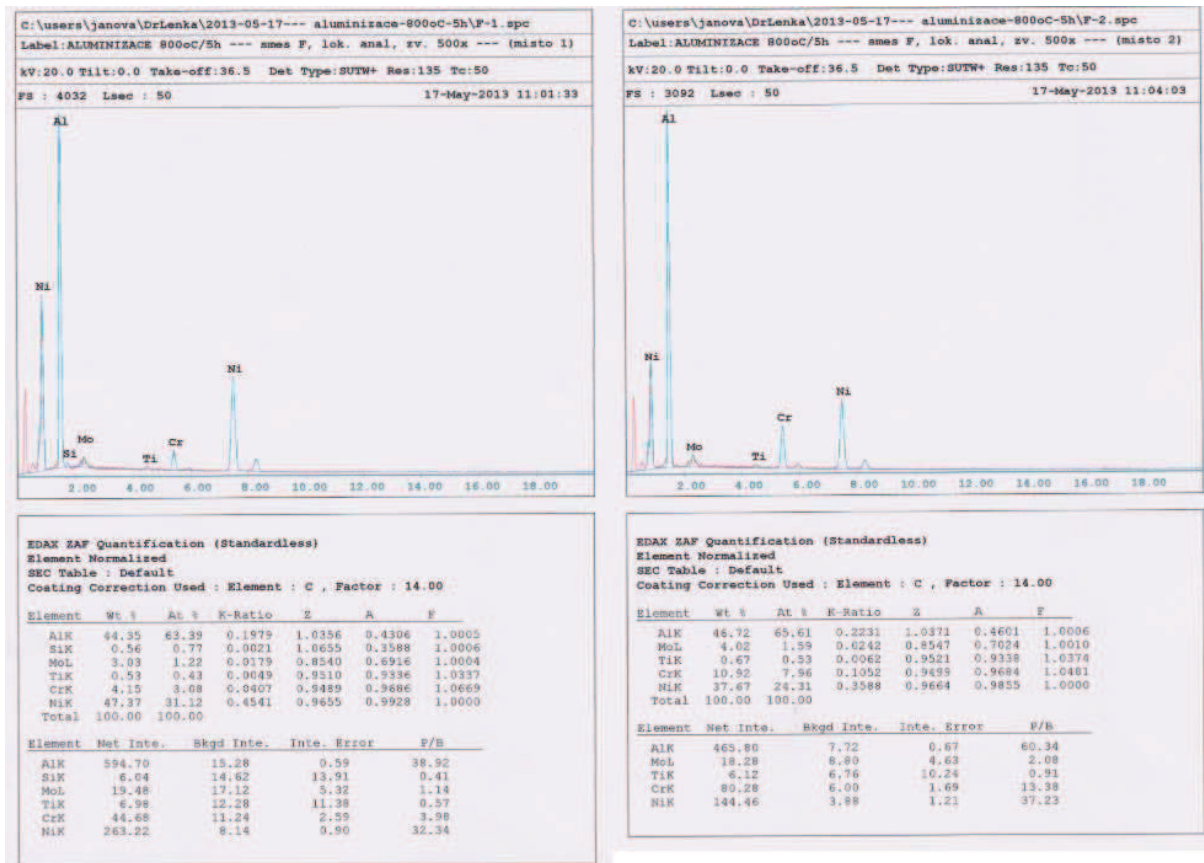 C:\users\janova\DrLenka\2013-05-17--- aluminizace-800oC-5h\F-1.spc
Label:ALUMINIZACE 800oC/5h --- smes F, lok. anal, zv. 500x --- (misto 1)
kV:20.0 Tilt:0.0 Take-off:36.5 Det Type:SUTW+ Res:135 Tc:50
FS : 4032 Lsec : 50 17-May-2013 11:01:33
Al
Ni
Ni
Si
Mo
Ti
Cr
2.00 4.00 6.00 8.00 10.00 12.00 14.00 16.00 18.00
EDAX ZAF Quantification (Standardless)
Element Normalized
SEC Table : Default
Coating Correction Used : Element : C , Factor : 14.00
Element Wt % At % K-Ratio Z A F
AlK 44.35 63.39 0.1979 1.0356 0.4306 1.0005
SiK 0.56 0.77 0.0021 1.0655 0.3588 1.0006
MoL 3.03 1.22 0.0179 0.8540 0.6916 1.0004
TiK 0.53 0.43 0.0049 0.9510 0.9336 1.0337
CrK 4.15 3.08 0.0407 0.9489 0.9686 1.0669
NiK 47.37 31.12 0.4541 0.9655 0.9928 1.0000
Total 100.00 100.00
Element Net Inte. Bkgd Inte. Inte. Error P/B
AlK 594.70 15.28 0.59 38.92
SiK 6.04 14.62 13.91 0.41
MoL 19.48 17.12 5.32 1.14
TiK 6.98 12.28 11.38 0.57
CrK 44.68 11.24 2.59 3.98
NiK 263.22 8.14 0.90 32.34
C:\users\janova\DrLenka\2013-05-17--- aluminizace-800oC-5h\F-2.spc
Label:ALUMINIZACE 800oC/5h --- smes F, lok. anal, zv. 500x --- (misto 2)
kV:20.0 Tilt:0.0 Take-off:36.5 Det Type:SUTW+ Res:135 Tc:50
FS : 3092 Lsec : 50 17-May-2013 11:04:03
Al
Ni
Ni
Cr
Mo
Ti
2.00 4.00 6.00 8.00 10.00 12.00 14.00 16.00 18.00
EDAX ZAF Quantification (Standardless)
Element Normalized
SEC Table : Default
Coating Correction Used : Element : C , Factor : 14.00
Element Wt % At % K-Ratio Z A F
AlK 46.72 65.61 0.2231 1.0371 0.4601 1.0006
MoL 4.02 1.59 0.0242 0.8547 0.7024 1.0010
TiK 0.67 0.53 0.0062 0.9521 0.9338 1.0374
CrK 10.92 7.96 0.1052 0.9499 0.9684 1.0481
NiK 37.67 24.31 0.3588 0.9664 0.9855 1.0000
Total 100.00 100.00
Element Net Inte. Bkgd Inte. Inte. Error P/B
AlK 465.80 7.72 0.67 60.34
MoL 18.28 8.80 4.63 2.08
TiK 6.12 6.76 10.24 0.91
CrK 80.28 6.00 1.69 13.38
NiK 144.46 3.88 1.21 37.23